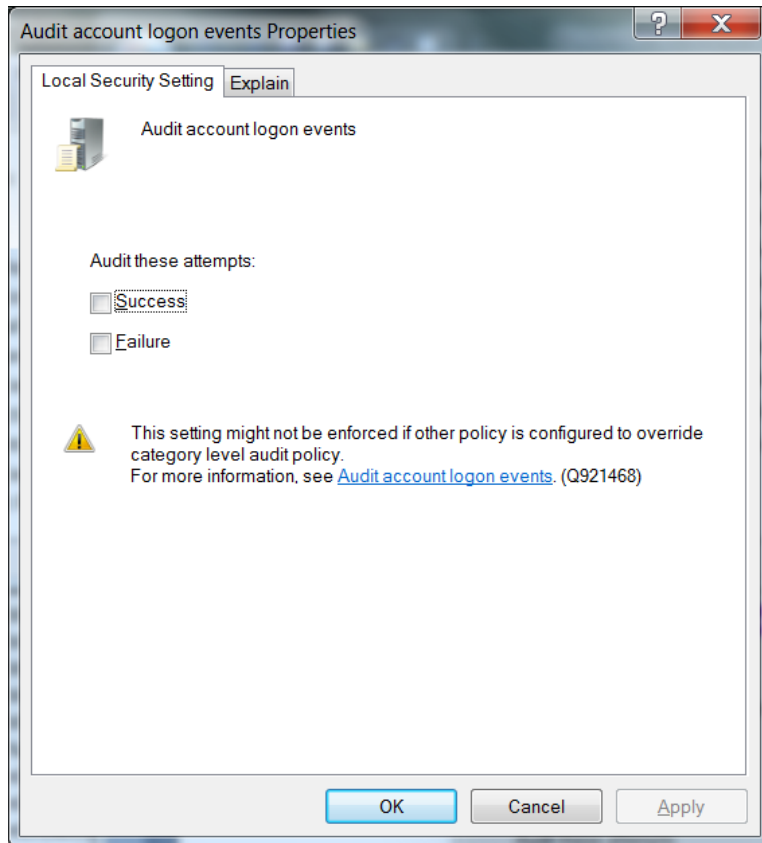 Audit account logon events Properties
Local Security Setting
Explain
Audit account logon events
Audit these attempts:
Success
Failure
This setting might not be enforced if other policy is configured to override
category level audit policy.
For more information, see Audit account logon events. (Q921468)
OK
Cancel
Apply